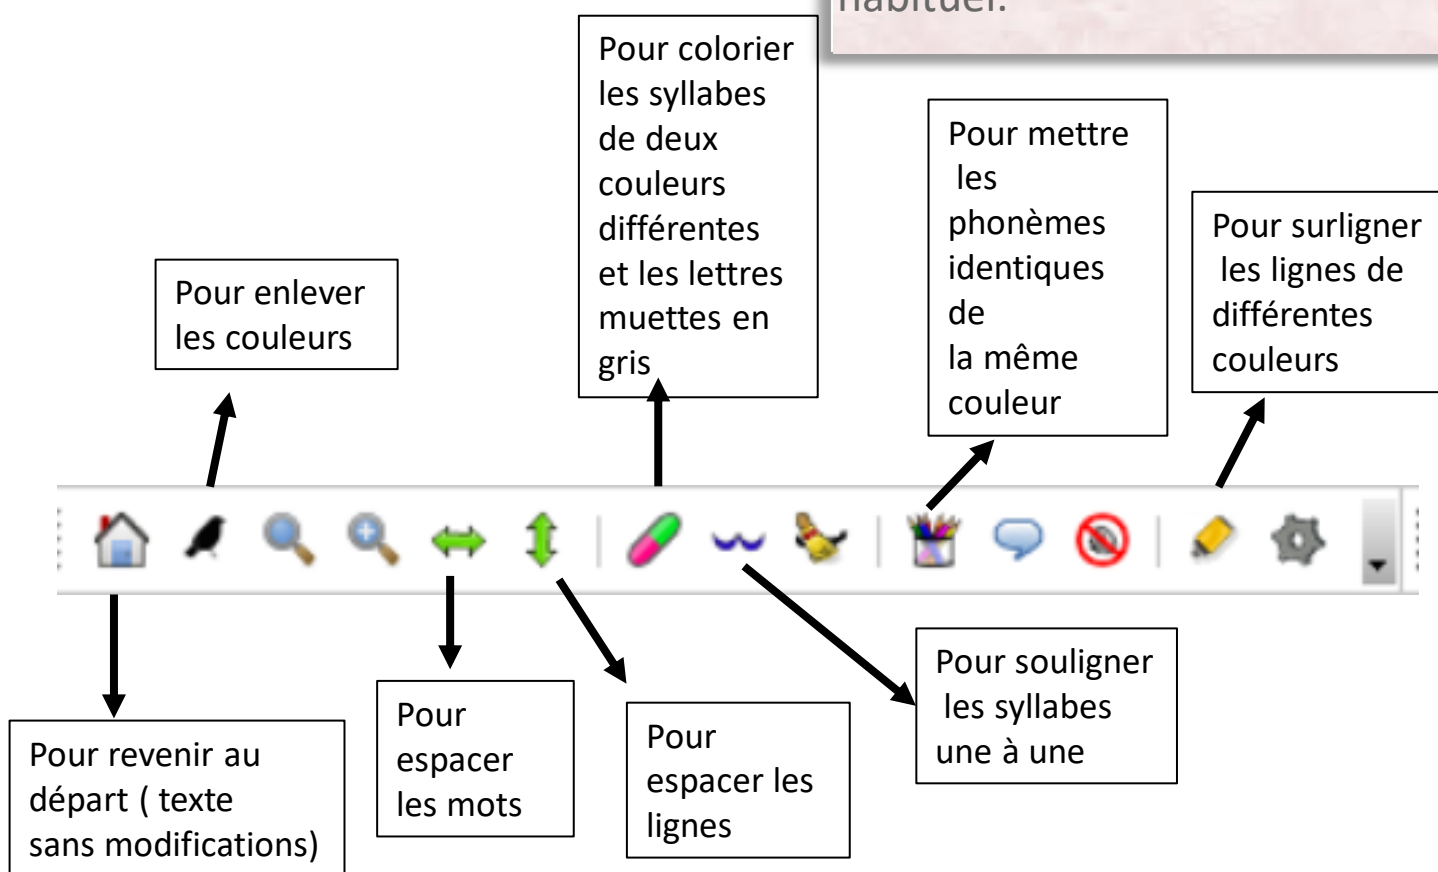 habituel.
Pour colorier
les syllabes
de deux
couleurs
différentes
et les lettres
muettes en
gris
Pour mettre
les
phonèmes
identiques
de
la même
couleur
Pour surligner
les lignes de
différentes
couleurs
Pour enlever
les couleurs
Pour revenir au
départ ( texte
sans modifications)
Pour
espacer
les mots
Pour
espacer les
lignes
Pour souligner
les syllabes
une à une